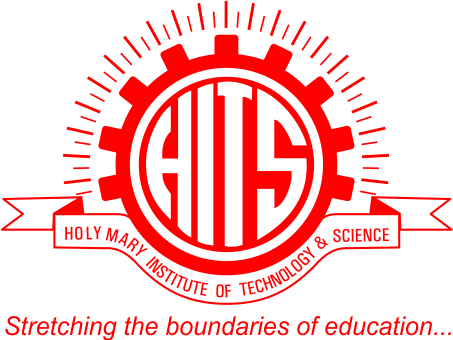 HITS
HOLY MARY INSTITUTE OF TECHNOLOGY & SCIENCE
Stretching the boundaries of education...